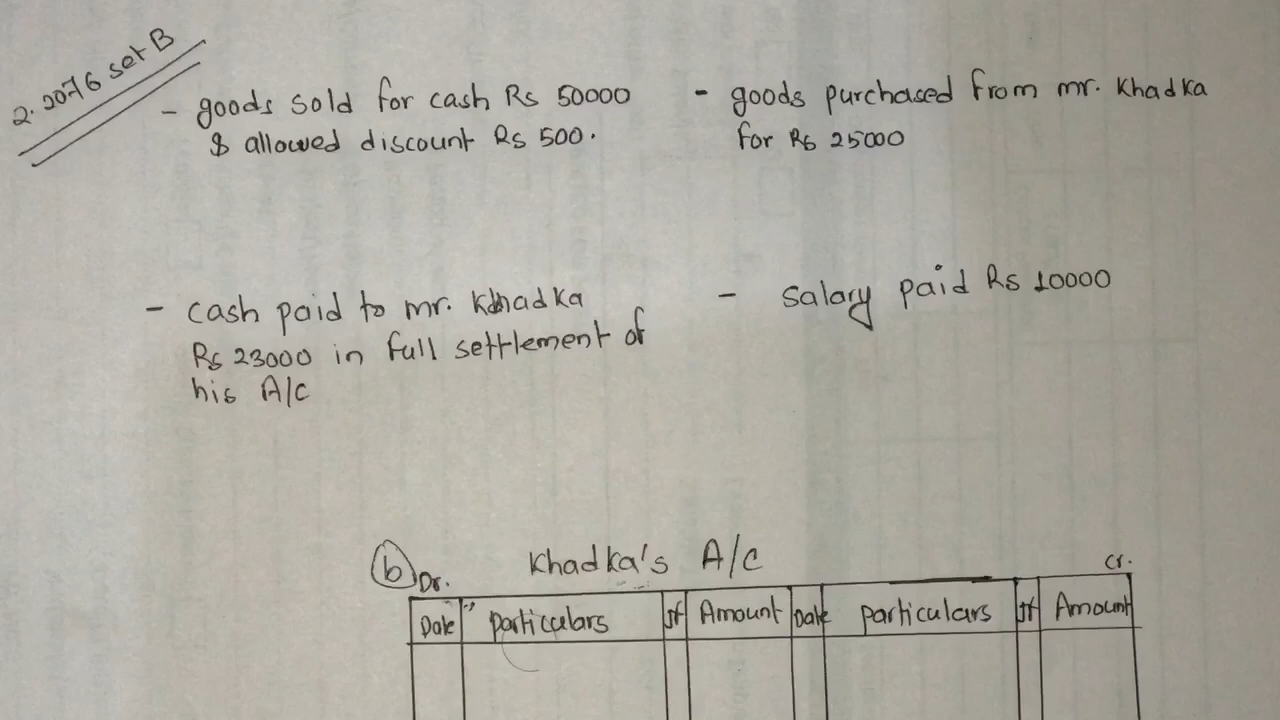 2. 2076 set B
- goods sold for cash Rs 50000
& allowed discount Rs 500.
- goods purchased from mr. Khadka
for Rs 25000
- cash paid to mr. Khadka
Rs 23000 in full settlement of
his A/C
- salary paid Rs 10000
(b) Dr. Khadka's A/C Cr.
Date particulars Jf Amount Date particulars Jf Amount